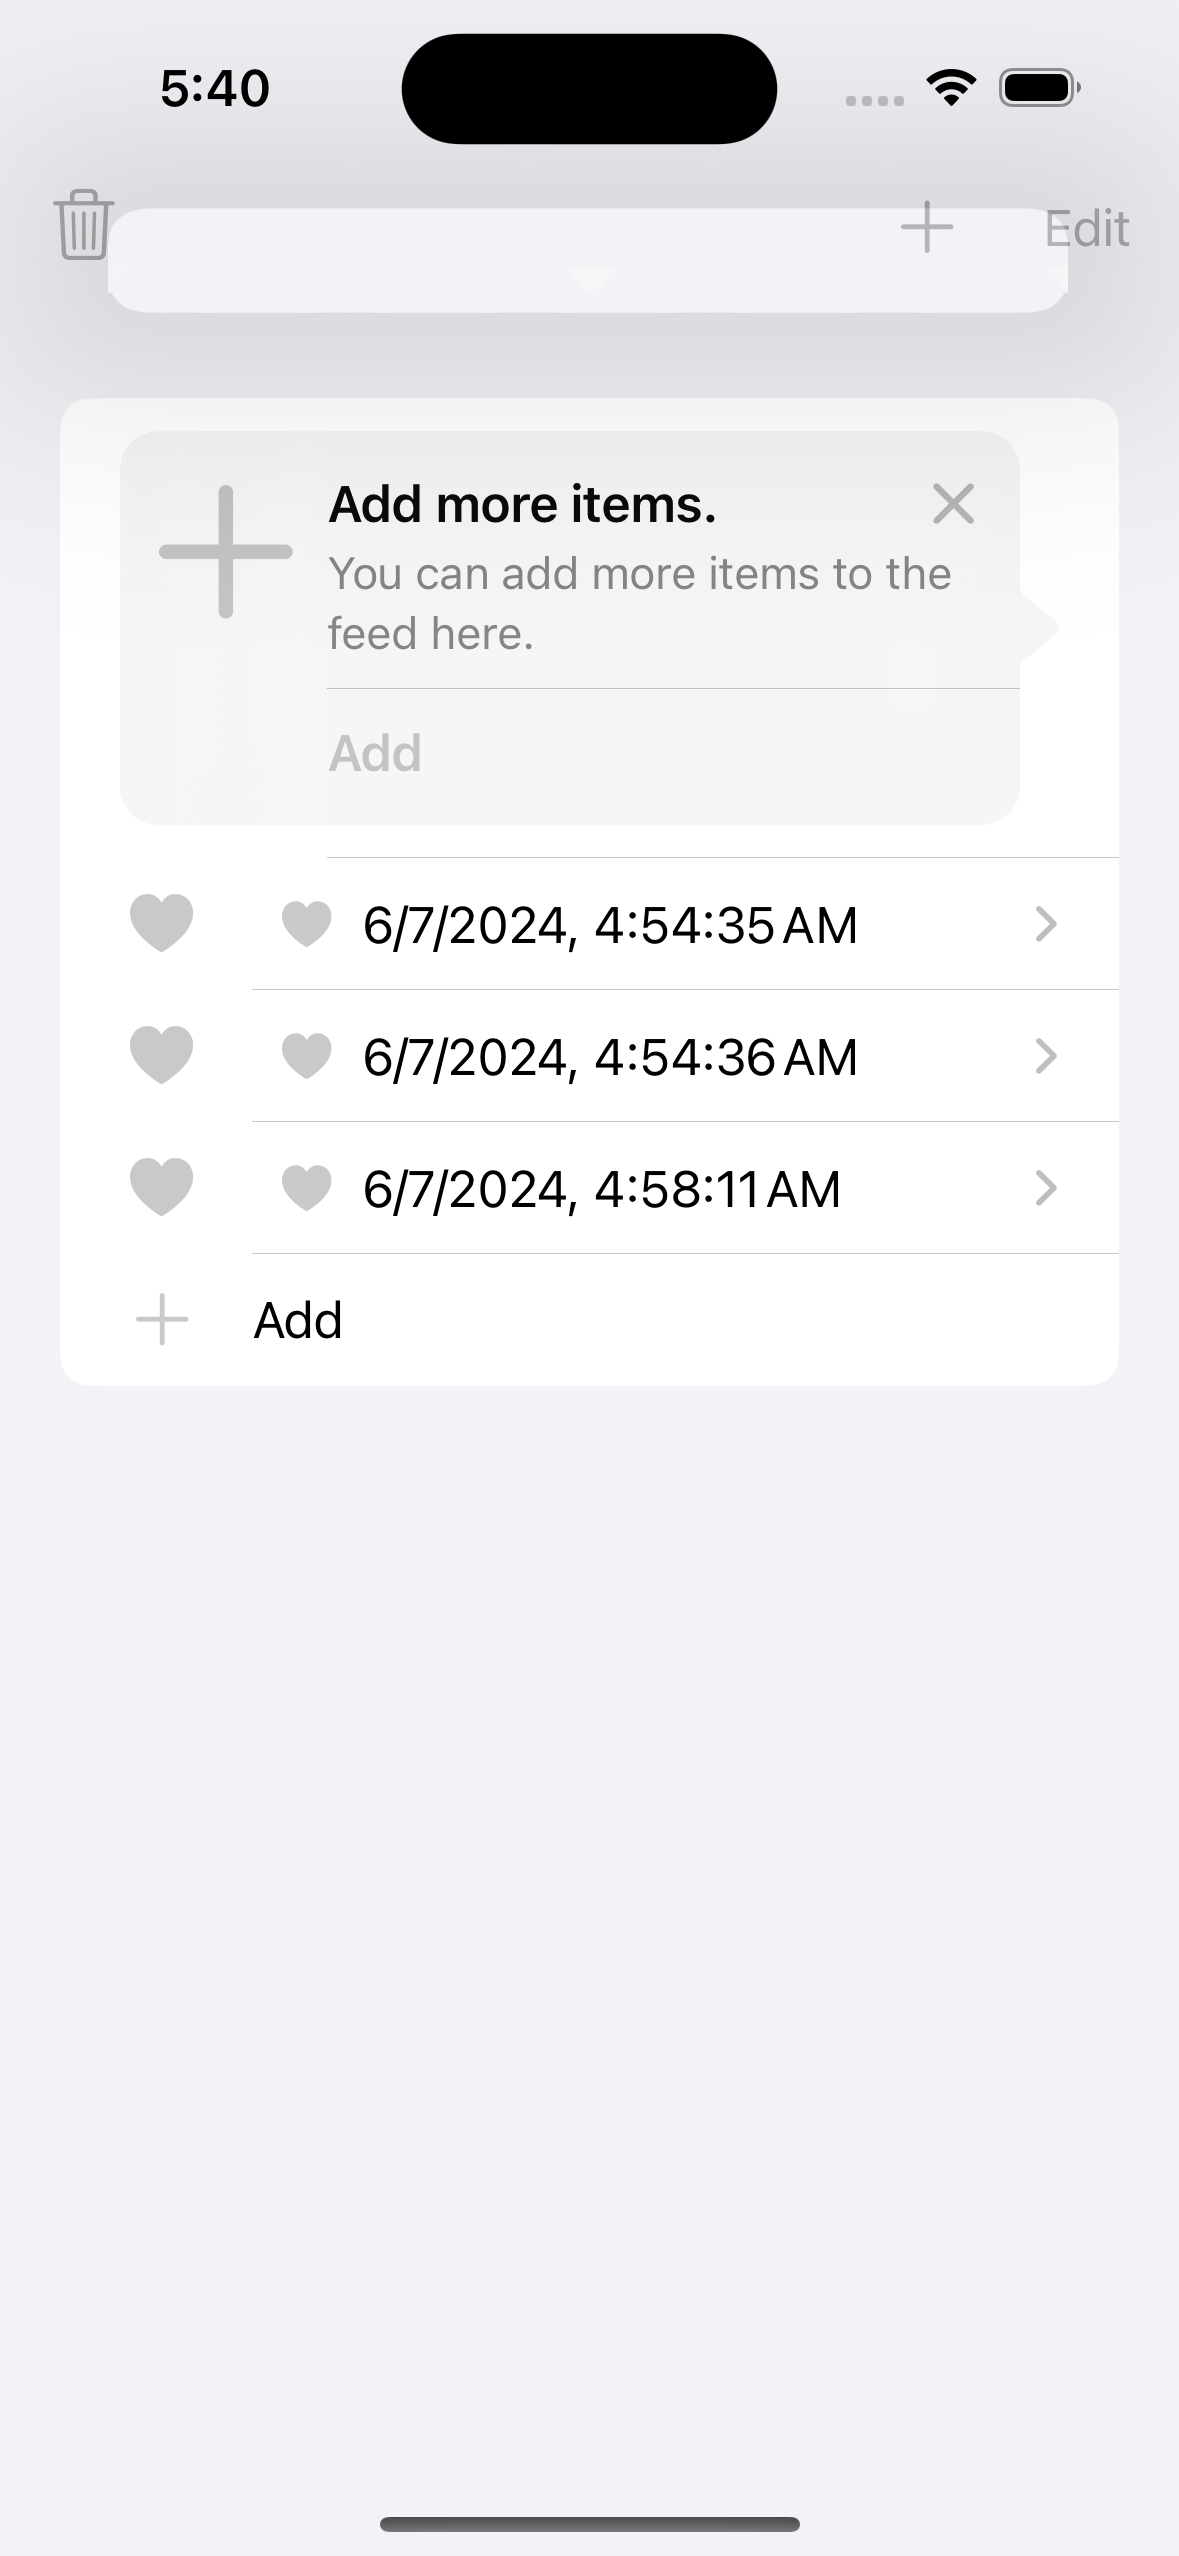 5:40
Edit
Add more items.
You can add more items to the
feed here.
Add
6/7/2024, 4:54:35 AM
6/7/2024, 4:54:36 AM
6/7/2024, 4:58:11 AM
Add